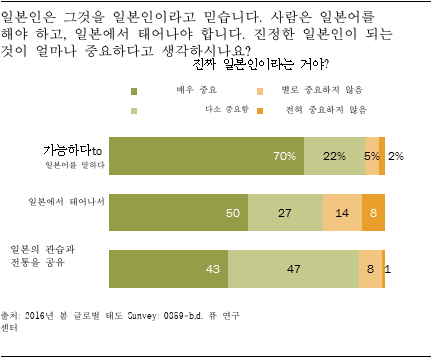 일본인은 그것을 일본인이라고 믿습니다. 사람은 일본어를
해야 하고, 일본에서 태어나야 합니다. 진정한 일본인이 되는
것이 얼마나 중요하다고 생각하시나요?
진짜 일본인이라는 거야?
매우 중요
별로 중요하지 않음
다소 중요함
전혀 중요하지 않음
가능하다to
일본어를 말하다
70% 22% 5% 2%
일본에서 태어나서
50 27 14 8
일본의 관습과
전통을 공유
43 47 8 1
출처: 2016년 봄 글로벌 태도 Survey: 0859-b,d. 퓨 연구
센터